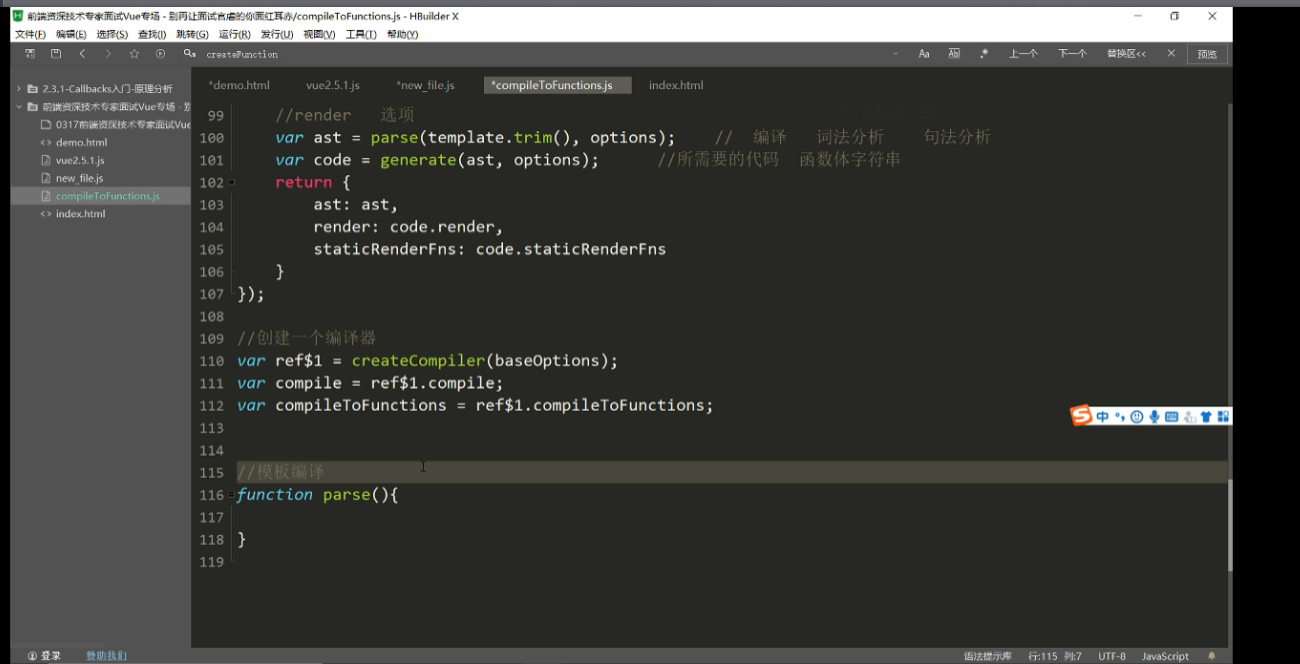 前端资深技术专家面试Vue专场 - 别再让面试官虐的你面红耳赤/compileToFunctions.js - HBuilder X
文件(F) 编辑(E) 选择(S) 查找(I) 跳转(G) 运行(R) 发行(U) 视图(V) 工具(T) 帮助(Y)
createFunction Aa AB .* 上一个 下一个 替换区<< 预览
2.3.1-Callbacks入门-原理分析
前端资深技术专家面试Vue专场 - 别
0317前端资深技术专家面试Vue
demo.html
vue2.5.1.js
new_file.js
compileToFunctions.js
index.html
*demo.html vue2.5.1.js *new_file.js *compileToFunctions.js index.html
99 //render 选项
100 var ast = parse(template.trim(), options); // 编译 词法分析 句法分析
101 var code = generate(ast, options); //所需要的代码 函数体字符串
102 return {
103 ast: ast,
104 render: code.render,
105 staticRenderFns: code.staticRenderFns
106 }
107 });
108
109 //创建一个编译器
110 var ref$1 = createCompiler(baseOptions);
111 var compile = ref$1.compile;
112 var compileToFunctions = ref$1.compileToFunctions;
113
114
115 //模板编译
116 function parse(){
117
118 }
119
中
登录 赞助我们 语法提示库 行:115 列:7 UTF-8 JavaScript